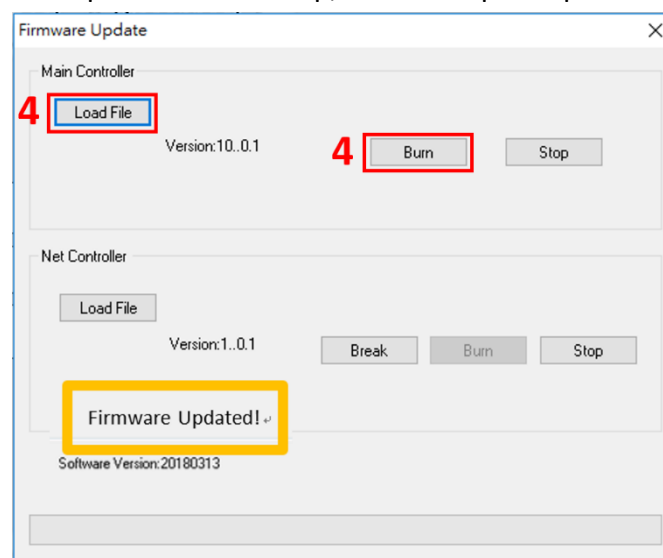 Firmware Update
Main Controller
4 Load File
Version:10..0.1
4 Burn Stop
Net Controller
Load File
Version:1..0.1
Break Burn Stop
Firmware Updated!
Software Version:20180313